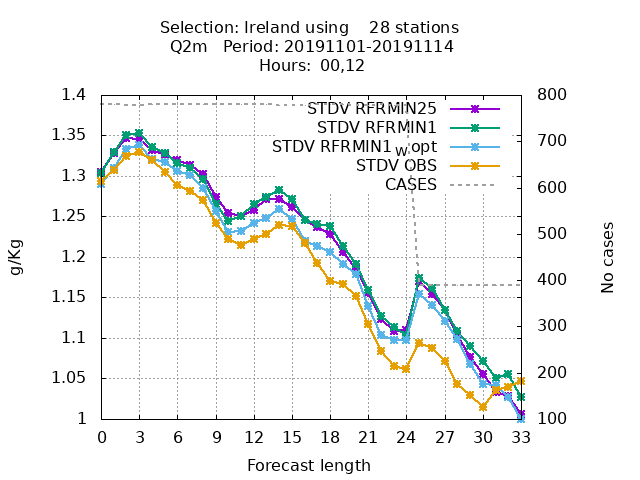 Selection: Ireland using 28 stations
Q2m Period: 20191101-20191114
Hours: 00,12
1.4
1.35
1.3
1.25
1.2
1.15
1.1
1.05
1
g/Kg
STDV RFRMIN25
STDV RFRMIN1
STDV RFRMIN1wopt
STDV OBS
CASES
800
700
600
500
400
300
200
100
No cases
0 3 6 9 12 15 18 21 24 27 30 33
Forecast length